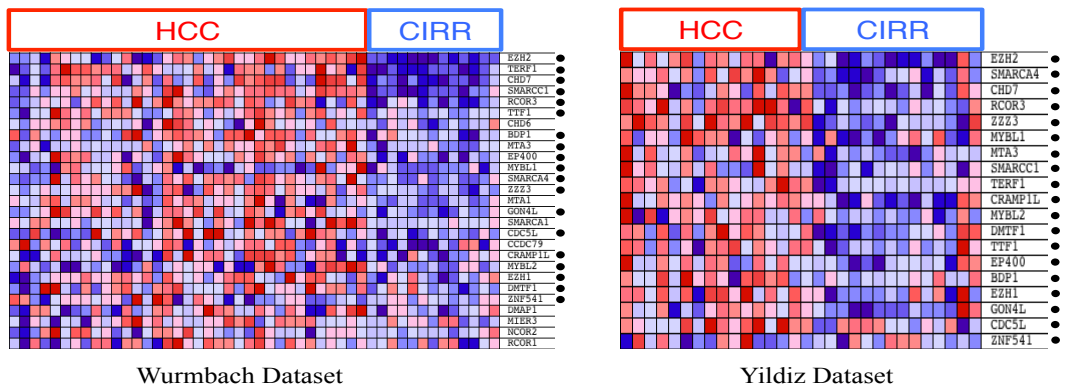 HCC CIRR
EZH2
TERF1
CHD7
SMARCC1
RCOR3
TTF1
CHD6
BDP1
MTA3
EP400
MYBL1
SMARCA4
ZZZ3
MTA1
GON4L
SMARCA1
CDC5L
CCDC79
CRAMP1L
MYBL2
EZH1
DMTF1
ZNF541
DMAP1
MIER3
NCOR2
RCOR1
Wurmbach Dataset
HCC CIRR
EZH2
SMARCA4
CHD7
RCOR3
ZZZ3
MYBL1
MTA3
SMARCC1
TERF1
CRAMP1L
MYBL2
DMTF1
TTF1
EP400
BDP1
EZH1
GON4L
CDC5L
ZNF541
Yildiz Dataset